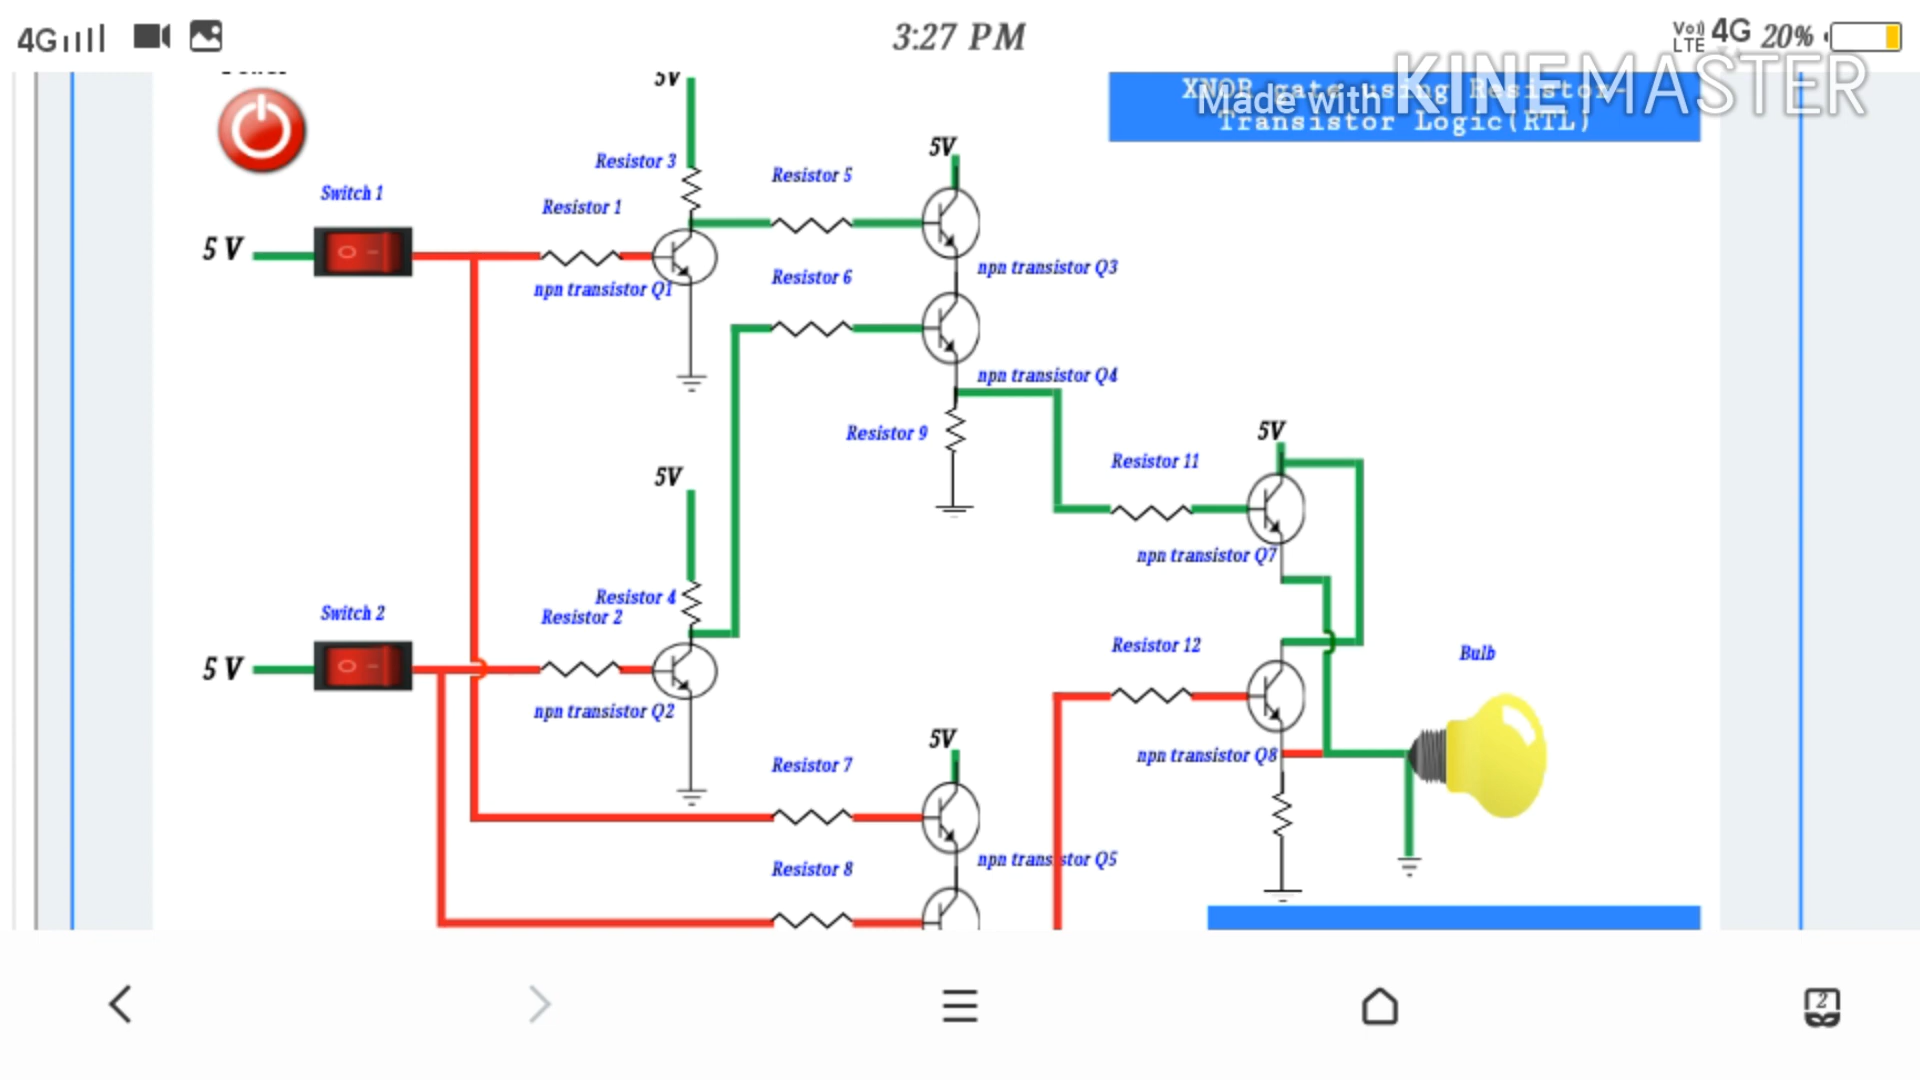 4G
3:27 PM
Vo)) LTE 4G 20%
Made with KINEMASTER
XNOR gate using Resistor-
Transistor Logic(RTL)
5V
5V
Resistor 3
Resistor 5
Switch 1
Resistor 1
5 V
npn transistor Q3
Resistor 6
npn transistor Q1
npn transistor Q4
Resistor 9
5V
Resistor 11
5V
npn transistor Q7
Resistor 4
Switch 2
Resistor 2
Resistor 12
Bulb
5 V
npn transistor Q2
5V
npn transistor Q8
Resistor 7
npn transistor Q5
Resistor 8
2